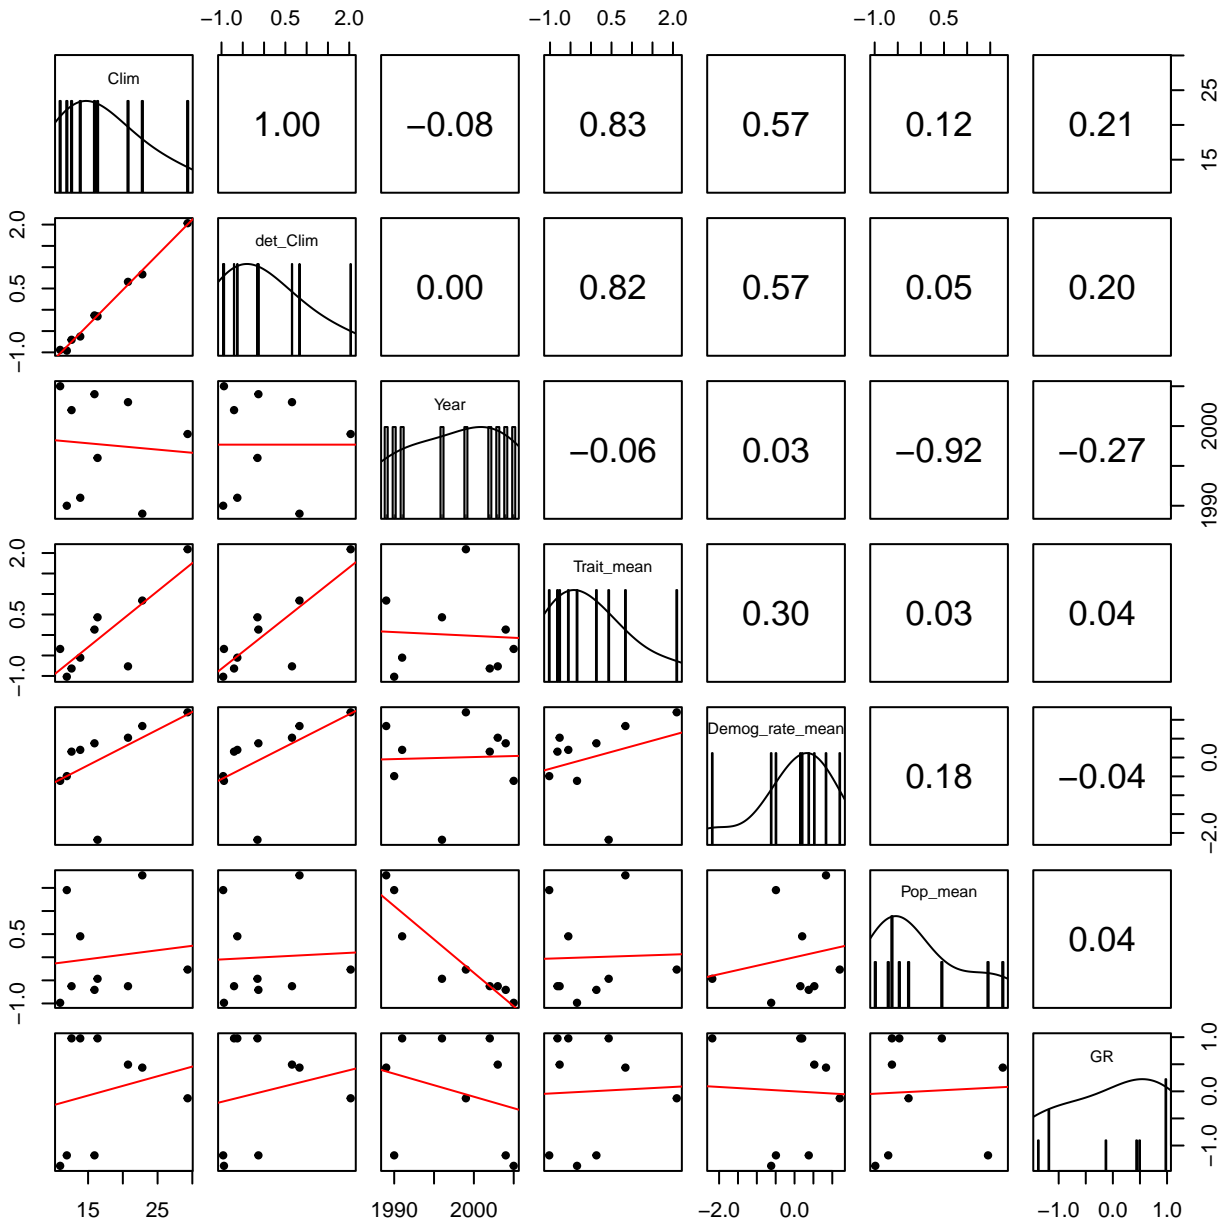 −1.0 0.5 2.0 −1.0 0.5 2.0 −1.0 0.5
Clim 1.00 −0.08 0.83 0.57 0.12 0.21 15 25
−1.0 0.5 2.0 det_Clim 0.00 0.82 0.57 0.05 0.20
Year −0.06 0.03 −0.92 −0.27 1990 2000
−1.0 0.5 2.0 Trait_mean 0.30 0.03 0.04
Demog_rate_mean 0.18 −0.04 −2.0 0.0
−1.0 0.5 Pop_mean 0.04
GR −1.0 0.0 1.0
15 25 1990 2000 −2.0 0.0 −1.0 0.0 1.0